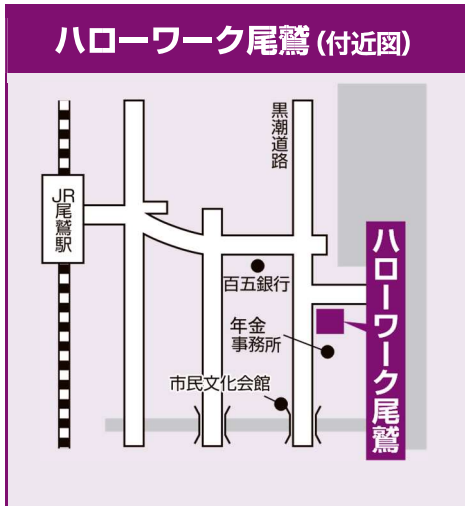 ハローワーク尾鷲（付近図）
黒潮道路
JR
尾鷲駅
百五銀行
ハローワーク尾鷲
年金
事務所
市民文化会館